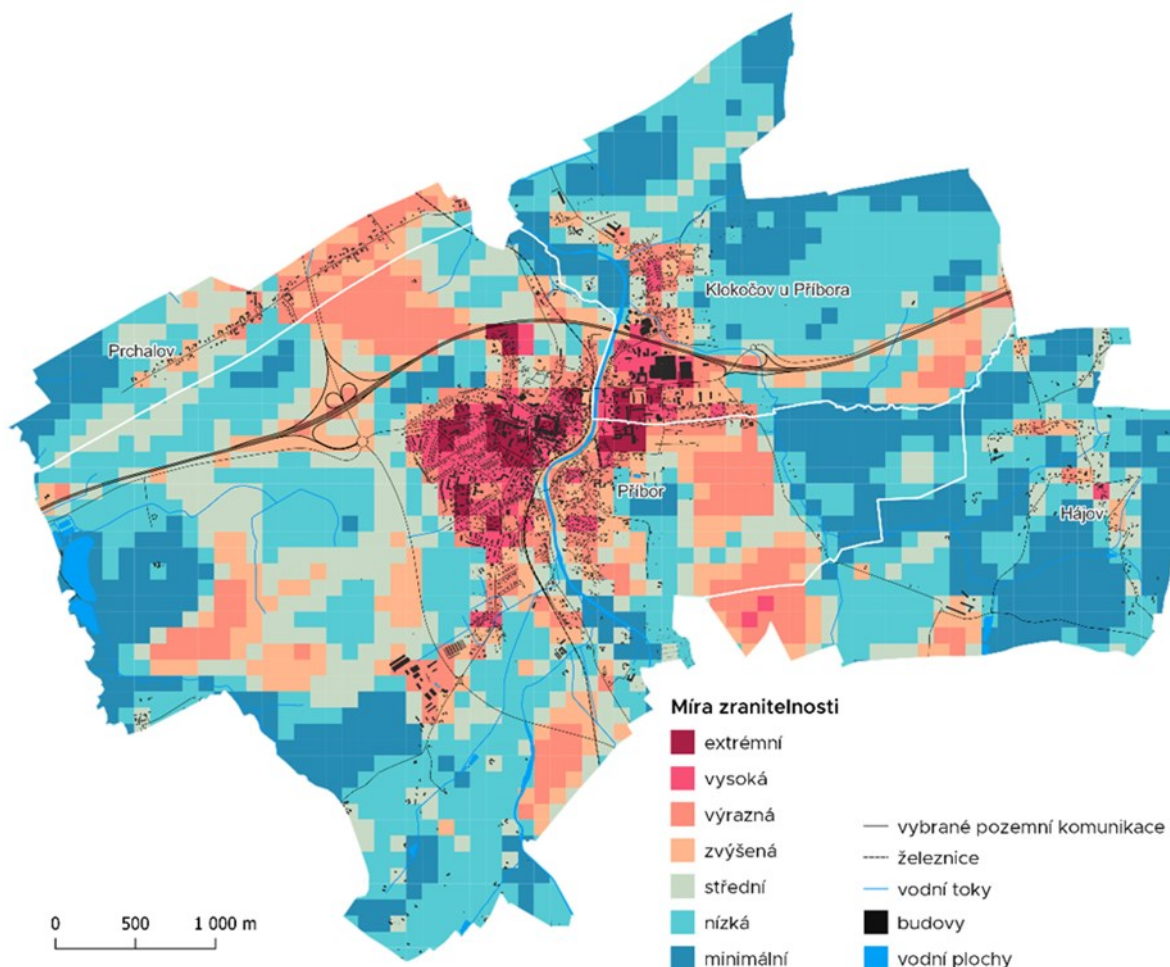 Klokočov u Příbora
Prchalov
Příbor
Hájov
Míra zranitelnosti
extrémní
vysoká
výrazná
zvýšená
střední
nízká
minimální
vybrané pozemní komunikace
železnice
vodní toky
budovy
vodní plochy
0 500 1 000 m